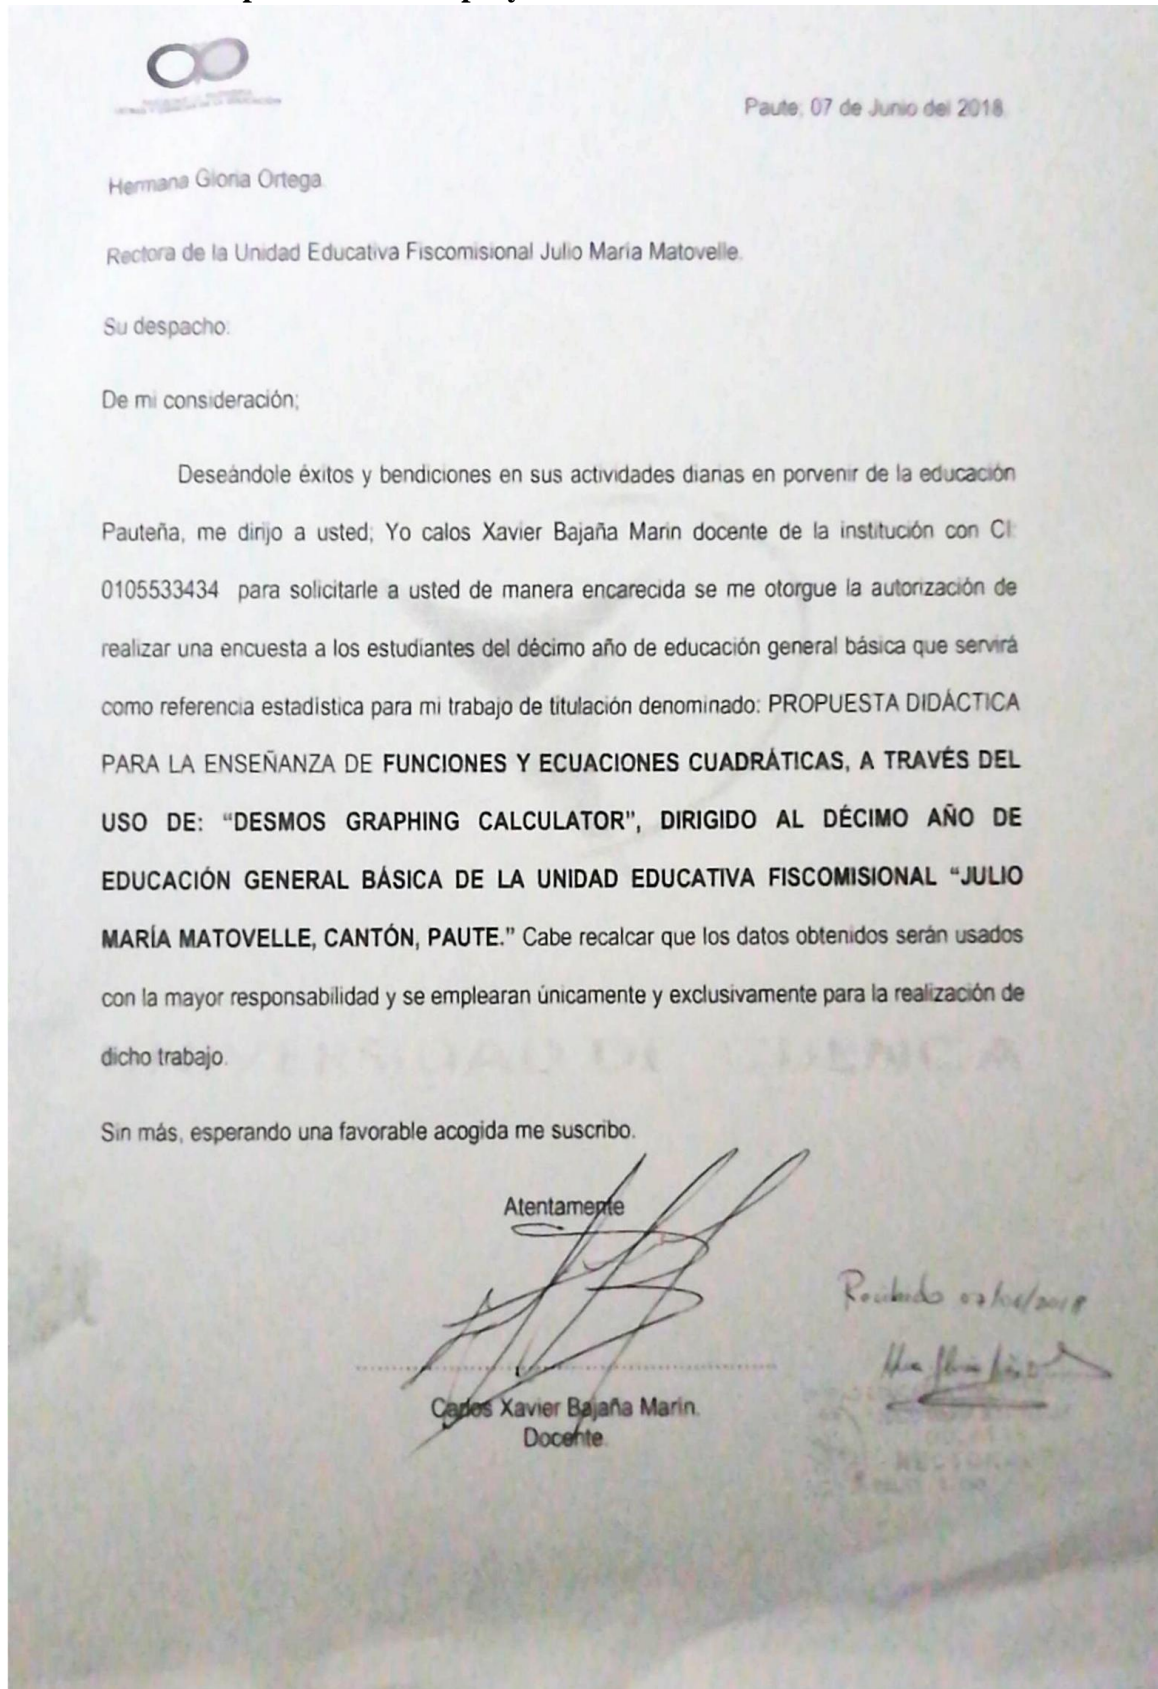 Paute, 07 de Junio del 2018
Hermana Gloria Ortega
Rectora de la Unidad Educativa Fiscomisional Julio María Matovelle.
Su despacho:
De mi consideración;
Deseándole éxitos y bendiciones en sus actividades diarias en porvenir de la educación
Pauteña, me dirijo a usted; Yo calos Xavier Bajaña Marin docente de la institución con CI:
0105533434 para solicitarle a usted de manera encarecida se me otorgue la autorización de
realizar una encuesta a los estudiantes del décimo año de educación general básica que servirá
como referencia estadística para mi trabajo de titulación denominado: PROPUESTA DIDÁCTICA
PARA LA ENSEÑANZA DE FUNCIONES Y ECUACIONES CUADRÁTICAS, A TRAVÉS DEL
USO DE: “DESMOS GRAPHING CALCULATOR”, DIRIGIDO AL DÉCIMO AÑO DE
EDUCACIÓN GENERAL BÁSICA DE LA UNIDAD EDUCATIVA FISCOMISIONAL “JULIO
MARÍA MATOVELLE, CANTÓN, PAUTE.” Cabe recalcar que los datos obtenidos serán usados
con la mayor responsabilidad y se emplearan únicamente y exclusivamente para la realización de
dicho trabajo.
Sin más, esperando una favorable acogida me suscribo.
Atentamente
Carlos Xavier Bajaña Marin.
Docente.
Recibido 07/06/2018